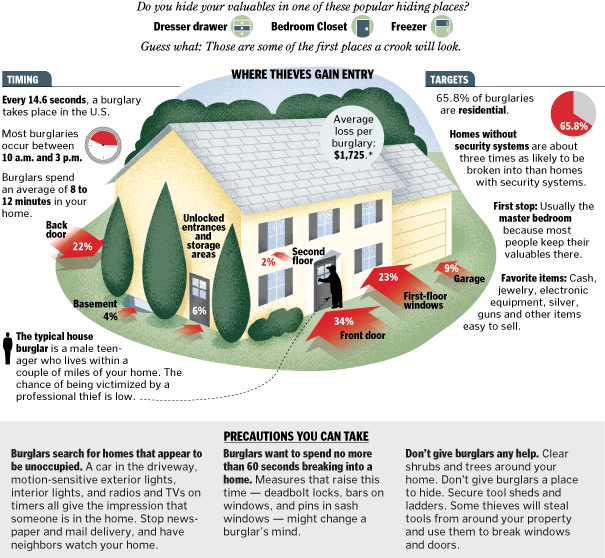 Do you hide your valuables in one of these popular hiding places?
Dresser drawer
Bedroom Closet
Freezer
Guess what: Those are some of the first places a crook will look.
TIMING
Every 14.6 seconds, a burglary
takes place in the U.S.
Most burglaries
occur between
10 a.m. and 3 p.m.
Burglars spend
an average of 8 to
12 minutes in your
home.
WHERE THIEVES GAIN ENTRY
Average
loss per
burglary:
$1,725.*
Back
door
22%
Unlocked
entrances
and
storage
areas
6%
Basement
4%
2%
Second
floor
23%
First-floor
windows
9%
Garage
34%
Front door
TARGETS
65.8% of burglaries
are residential.
65.8%
Homes without
security systems are about
three times as likely to be
broken into than homes
with security systems.
First stop: Usually the
master bedroom
because most
people keep their
valuables there.
Favorite items: Cash,
jewelry, electronic
equipment, silver,
guns and other items
easy to sell.
The typical house
burglar is a male teen-
ager who lives within a
couple of miles of your home. The
chance of being victimized by a
professional thief is low.
PRECAUTIONS YOU CAN TAKE
Burglars search for homes that appear to
be unoccupied. A car in the driveway,
motion-sensitive exterior lights,
interior lights, and radios and TVs on
timers all give the impression that
someone is in the home. Stop news-
paper and mail delivery, and have
neighbors watch your home.
Burglars want to spend no more
than 60 seconds breaking into a
home. Measures that raise this
time — deadbolt locks, bars on
windows, and pins in sash
windows — might change a
burglar's mind.
Don't give burglars any help. Clear
shrubs and trees around your
home. Don't give burglars a place
to hide. Secure tool sheds and
ladders. Some thieves will steal
tools from around your property
and use them to break windows
and doors.